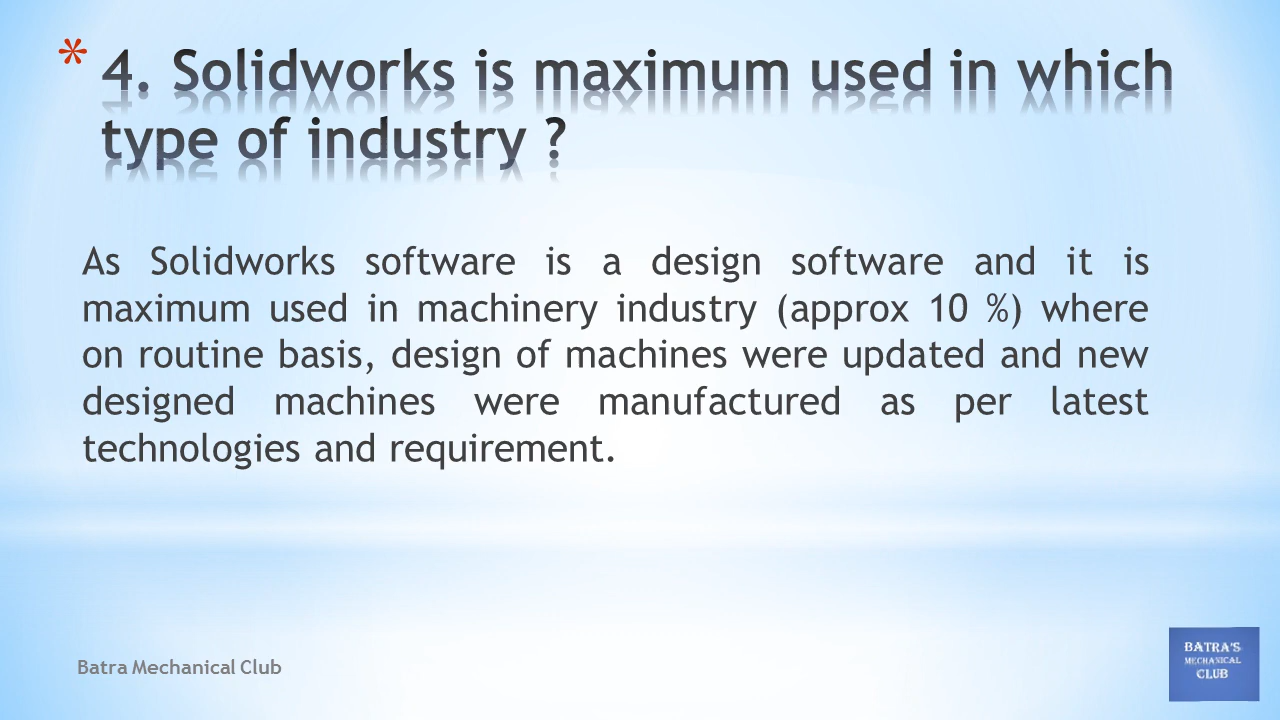 * 4. Solidworks is maximum used in which
type of industry ?
As Solidworks software is a design software and it is
maximum used in machinery industry (approx 10 %) where
on routine basis, design of machines were updated and new
designed machines were manufactured as per latest
technologies and requirement.
Batra Mechanical Club
BATRA'S
MECHANICAL
CLUB